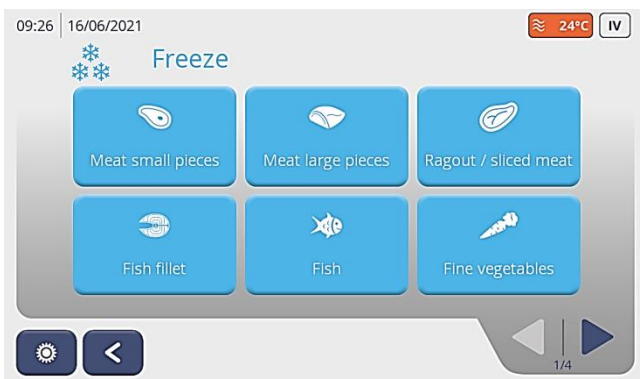 09:26 16/06/2021 24°C IV
Freeze
Meat small pieces Meat large pieces Ragout / sliced meat
Fish fillet Fish Fine vegetables
1/4